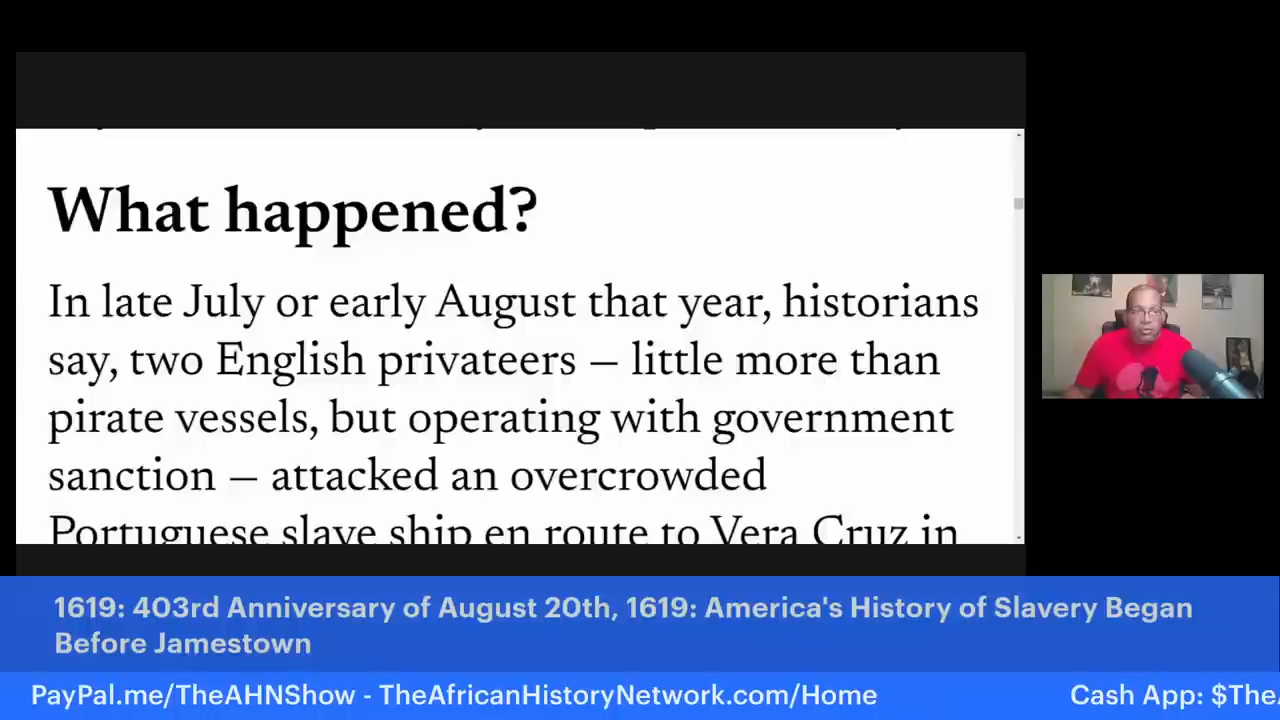 What happened?
In late July or early August that year, historians
say, two English privateers – little more than
pirate vessels, but operating with government
sanction – attacked an overcrowded
Portuguese slave ship en route to Vera Cruz in
1619: 403rd Anniversary of August 20th, 1619: America's History of Slavery Began
Before Jamestown
PayPal.me/TheAHNShow - TheAfricanHistoryNetwork.com/Home Cash App: $The